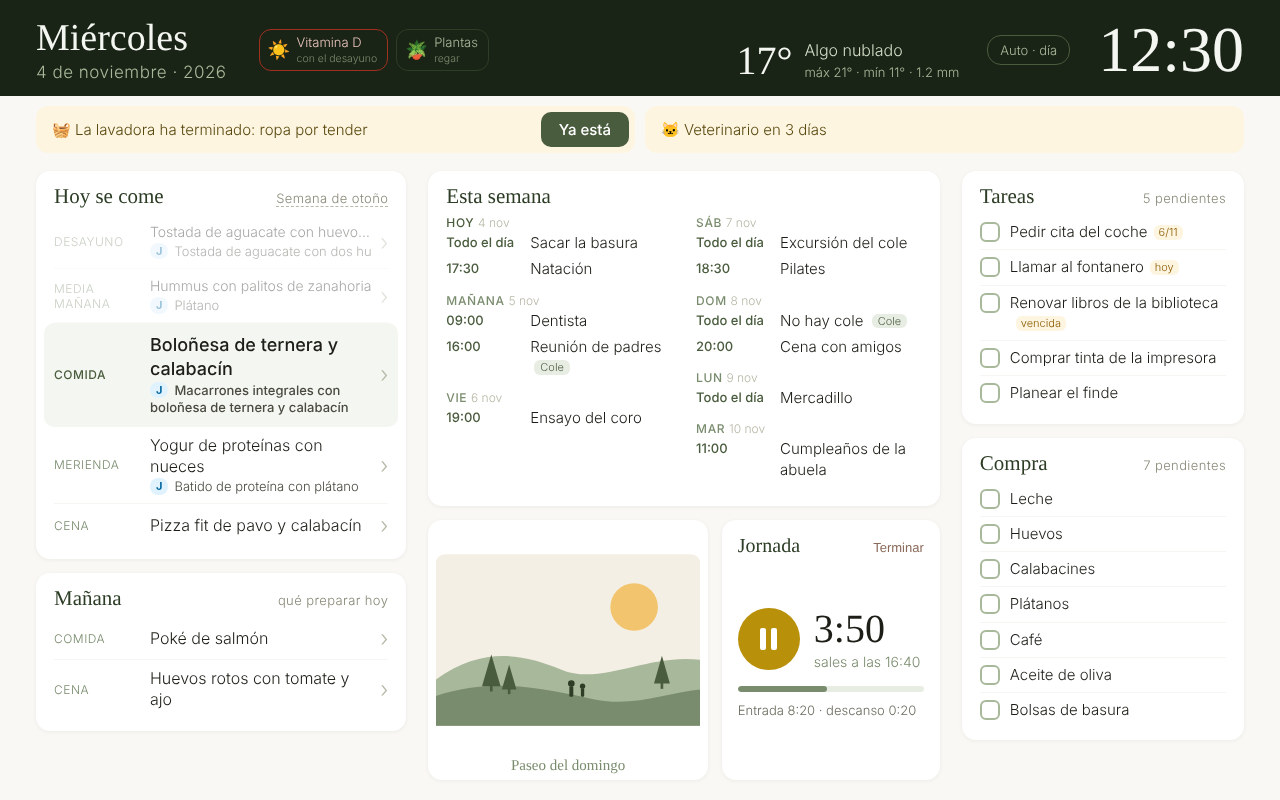 Miércoles
4 de noviembre · 2026
Vitamina D
con el desayuno
Plantas
regar
17°
Algo nublado
máx 21° · mín 11° · 1.2 mm
Auto · día
12:30
La lavadora ha terminado: ropa por tender
Ya está
Veterinario en 3 días
Hoy se come
Semana de otoño
DESAYUNO
Tostada de aguacate con huevo...
J Tostada de aguacate con dos hu
MEDIA
MAÑANA
Hummus con palitos de zanahoria
J Plátano
COMIDA
Boloñesa de ternera y
calabacín
J Macarrones integrales con
boloñesa de ternera y calabacín
MERIENDA
Yogur de proteínas con
nueces
J Batido de proteína con plátano
CENA
Pizza fit de pavo y calabacín
Mañana
qué preparar hoy
COMIDA
Poké de salmón
CENA
Huevos rotos con tomate y
ajo
Esta semana
HOY 4 nov
Todo el día Sacar la basura
17:30 Natación
MAÑANA 5 nov
09:00 Dentista
16:00 Reunión de padres
Cole
VIE 6 nov
19:00 Ensayo del coro
SÁB 7 nov
Todo el día Excursión del cole
18:30 Pilates
DOM 8 nov
Todo el día No hay cole Cole
20:00 Cena con amigos
LUN 9 nov
Todo el día Mercadillo
MAR 10 nov
11:00 Cumpleaños de la
abuela
Paseo del domingo
Jornada
Terminar
3:50
sales a las 16:40
Entrada 8:20 · descanso 0:20
Tareas
5 pendientes
Pedir cita del coche 6/11
Llamar al fontanero hoy
Renovar libros de la biblioteca
vencida
Comprar tinta de la impresora
Planear el finde
Compra
7 pendientes
Leche
Huevos
Calabacines
Plátanos
Café
Aceite de oliva
Bolsas de basura